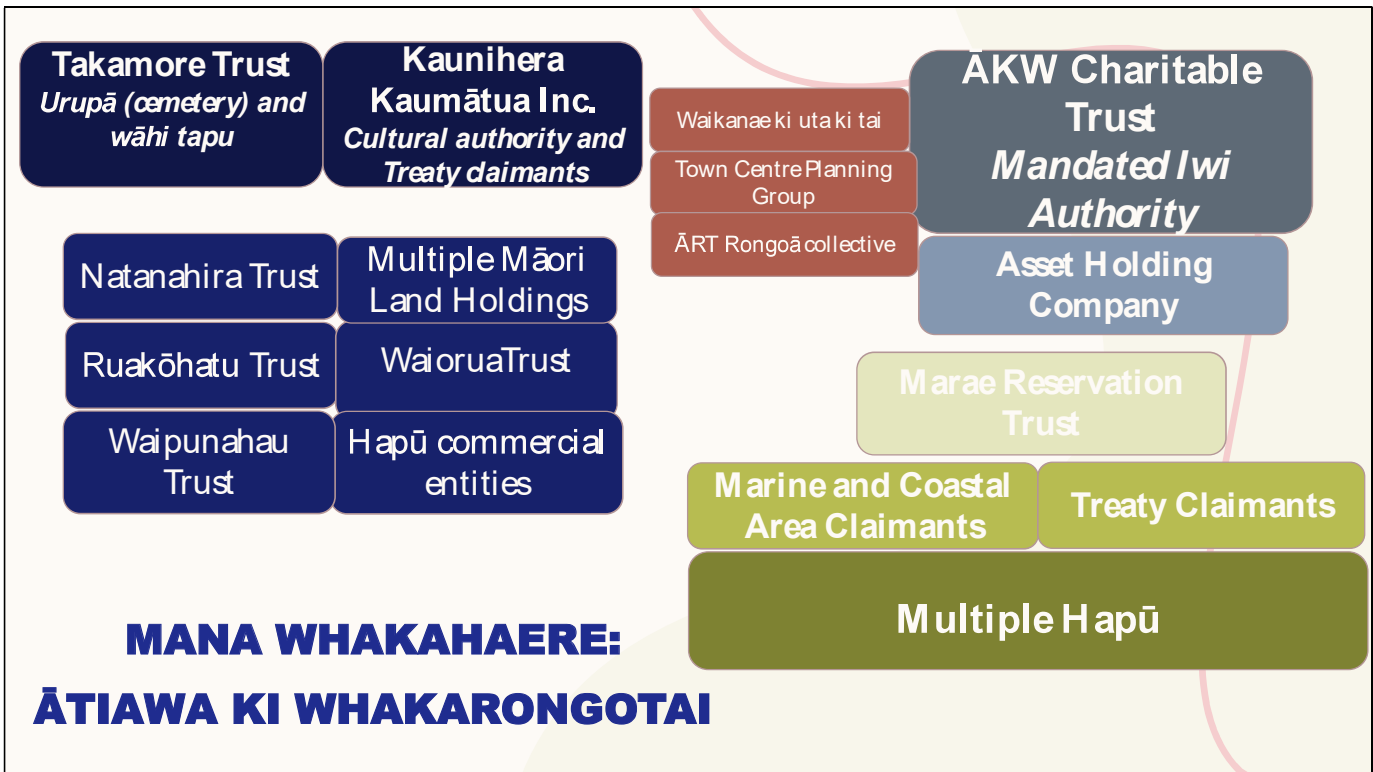 Takamore Trust
Urupā (cemetery) and
wāhi tapu
Kaunihera
Kaumātua Inc.
Cultural authority and
Treaty claimants
Natanahira Trust
Multiple Māori
Land Holdings
Ruakōhatu Trust
WaioruaTrust
Waipunahau
Trust
Hapū commercial
entities
MANA WHAKAHAERE:
ĀTIAWA KI WHAKARONGOTAI
Waikanae ki uta ki tai
Town Centre Planning
Group
ĀRT Rongoā collective
ĀKW Charitable
Trust
Mandated Iwi
Authority
Asset Holding
Company
Marae Reservation
Trust
Marine and Coastal
Area Claimants
Treaty Claimants
Multiple Hapū